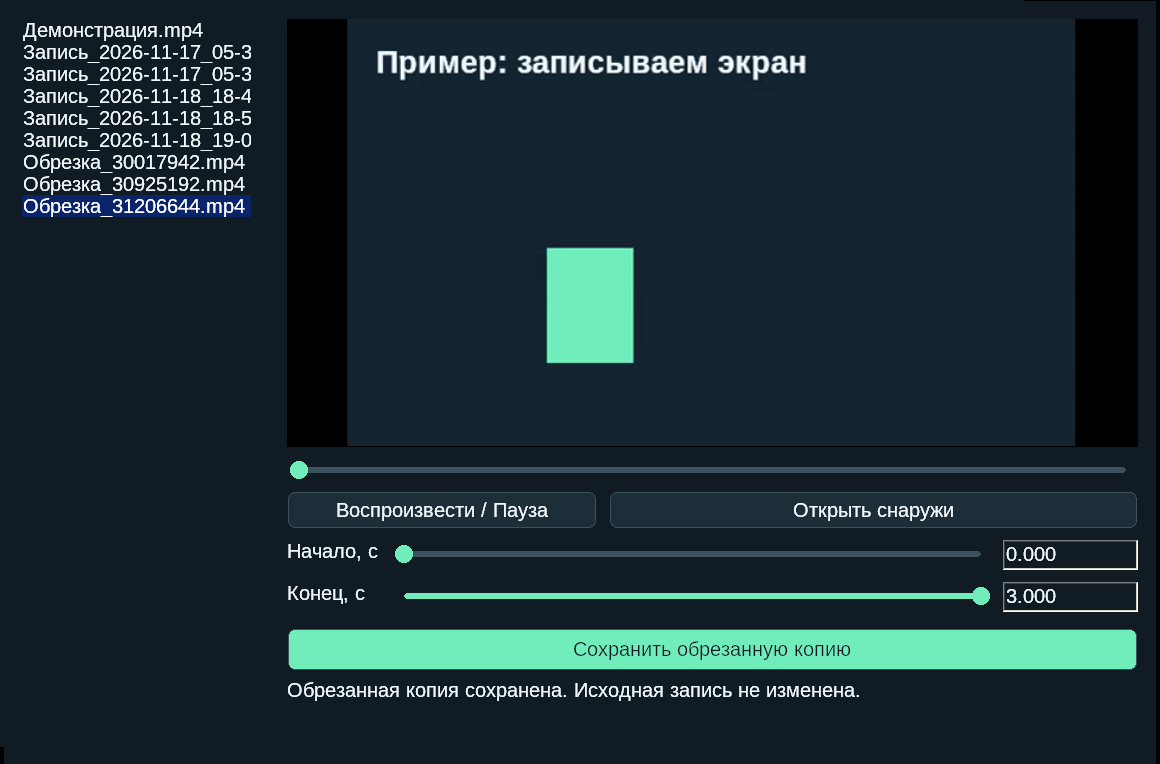 Демонстрация.mp4
Запись_2026-11-17_05-3
Запись_2026-11-17_05-3
Запись_2026-11-18_18-4
Запись_2026-11-18_18-5
Запись_2026-11-18_19-0
Обрезка_30017942.mp4
Обрезка_30925192.mp4
Обрезка_31206644.mp4
Пример: записываем экран
Воспроизвести / Пауза
Открыть снаружи
Начало, с
0.000
Конец, с
3.000
Сохранить обрезанную копию
Обрезанная копия сохранена. Исходная запись не изменена.